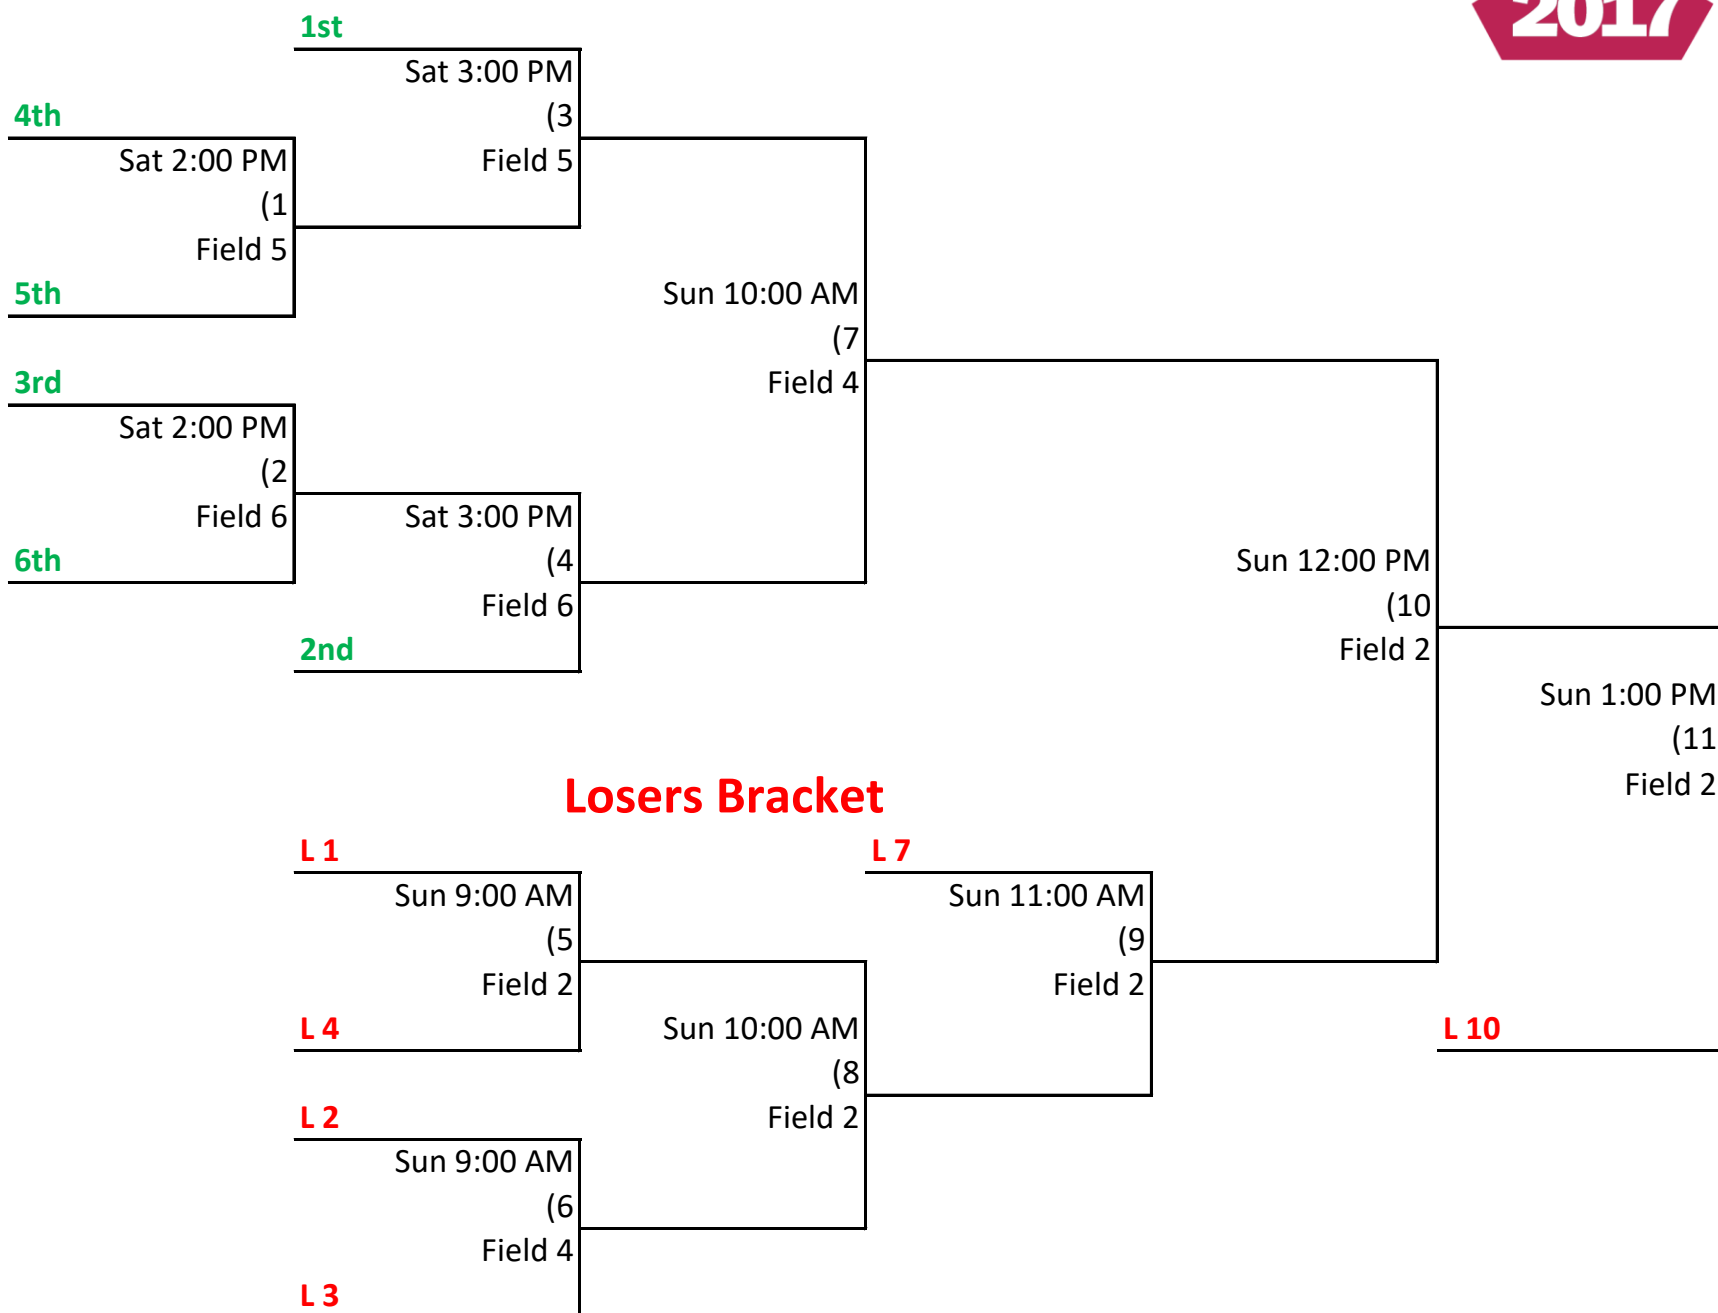 2017
1st
Sat 3:00 PM
(3
Field 5
4th
Sat 2:00 PM
(1
Field 5
5th
Sun 10:00 AM
(7
Field 4
3rd
Sat 2:00 PM
(2
Field 6
6th
Sat 3:00 PM
(4
Field 6
2nd
Sun 12:00 PM
(10
Field 2
Sun 1:00 PM
(11
Field 2
Losers Bracket
L 1
Sun 9:00 AM
(5
Field 2
L 4
L 7
Sun 11:00 AM
(9
Field 2
Sun 10:00 AM
(8
Field 2
L 10
L 2
Sun 9:00 AM
(6
Field 4
L 3